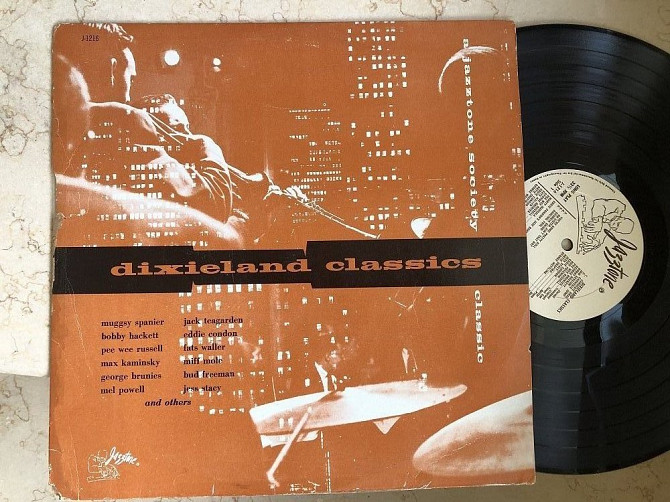 J-1216
a jazztone society classic
dixieland classics
muggsy spanier jack teagarden
bobby hackett eddie condon
pee wee russell fats waller
max kaminsky miff mole
george brunies bud freeman
mel powell jess stacy
and others
Jazztone
Jazztone